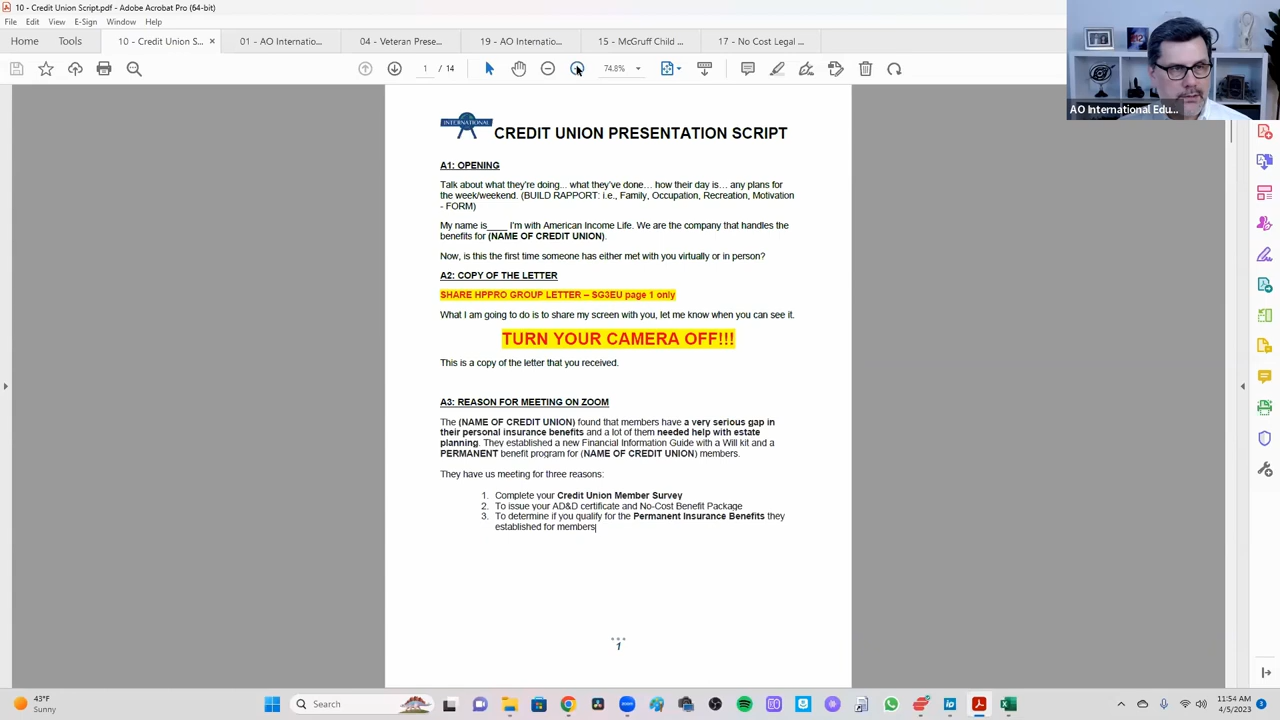 10 - Credit Union Script.pdf - Adobe Acrobat Pro (64-bit)
File Edit View E-Sign Window Help
Home Tools 10 - Credit Union S... × 01 - AO Internatio... 04 - Veteran Prese... 19 - AO Internatio... 15 - McGruff Child ... 17 - No Cost Legal ...
1 / 14 74.8%
AO International Edu...
INTERNATIONAL
CREDIT UNION PRESENTATION SCRIPT
A1: OPENING
Talk about what they're doing... what they've done… how their day is… any plans for
the week/weekend. (BUILD RAPPORT: i.e., Family, Occupation, Recreation, Motivation
- FORM)
My name is____ I'm with American Income Life. We are the company that handles the
benefits for (NAME OF CREDIT UNION).
Now, is this the first time someone has either met with you virtually or in person?
A2: COPY OF THE LETTER
SHARE HPPRO GROUP LETTER – SG3EU page 1 only
What I am going to do is to share my screen with you, let me know when you can see it.
TURN YOUR CAMERA OFF!!!
This is a copy of the letter that you received.
A3: REASON FOR MEETING ON ZOOM
The (NAME OF CREDIT UNION) found that members have a very serious gap in
their personal insurance benefits and a lot of them needed help with estate
planning. They established a new Financial Information Guide with a Will kit and a
PERMANENT benefit program for (NAME OF CREDIT UNION) members.
They have us meeting for three reasons:
1. Complete your Credit Union Member Survey
2. To issue your AD&D certificate and No-Cost Benefit Package
3. To determine if you qualify for the Permanent Insurance Benefits they
established for members
1
43°F
Sunny
Search
11:54 AM
4/5/2023